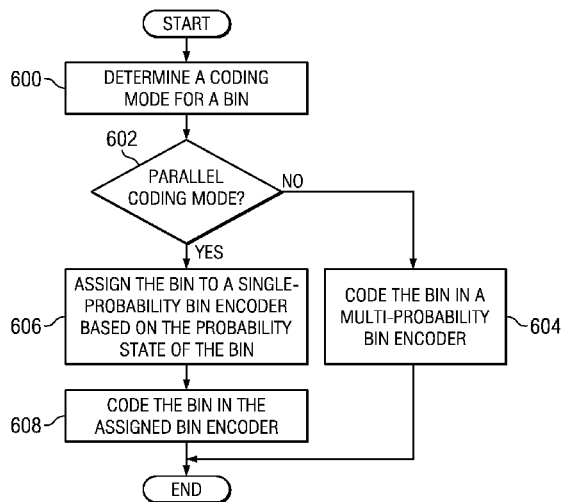 START
600
DETERMINE A CODING
MODE FOR A BIN
602
PARALLEL
CODING MODE?
NO
YES
606
ASSIGN THE BIN TO A SINGLE-
PROBABILITY BIN ENCODER
BASED ON THE PROBABILITY
STATE OF THE BIN
CODE THE BIN IN A
MULTI-PROBABILITY
BIN ENCODER
604
608
CODE THE BIN IN THE
ASSIGNED BIN ENCODER
END